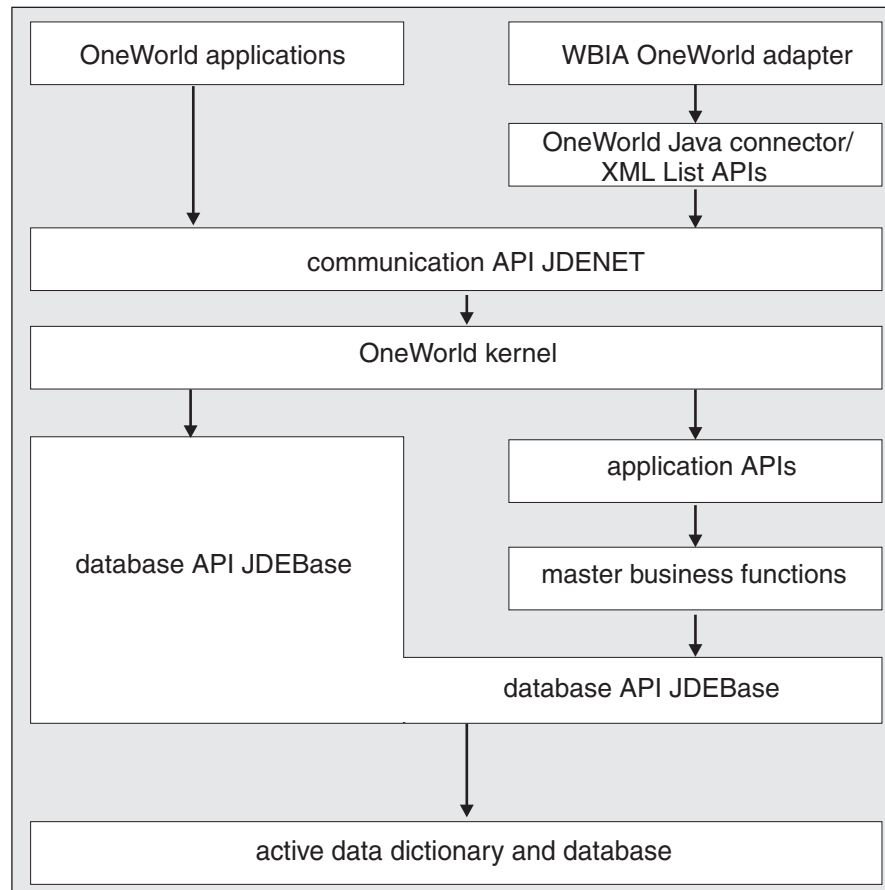 OneWorld applications
WBIA OneWorld adapter
OneWorld Java connector/
XML List APIs
communication API JDENET
OneWorld kernel
application APIs
database API JDEBase
master business functions
database API JDEBase
active data dictionary and database